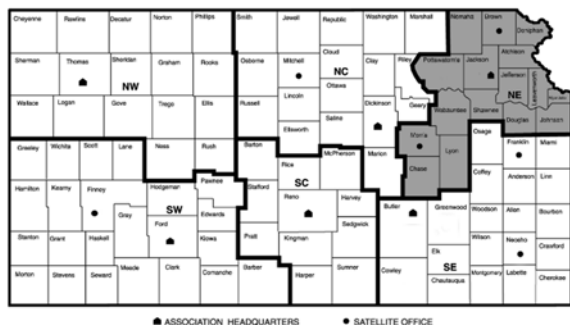 Cheyenne Rawlins Decatur Norton Phillips Smith Jewell Republic Washington Marshall Nemaha Brown Doniphan
Sherman Thomas Sheridan Graham Rooks Osborne Mitchell Cloud Clay Riley Pottawatomie Jackson Atchison
NW NC NE
Jefferson Leavenworth
Wallace Logan Gove Trego Ellis Russell Lincoln Ottawa Dickinson Geary Wabaunsee Shawnee Douglas Johnson
Ellsworth Saline Morris Osage Franklin Miami
Greeley Wichita Scott Lane Ness Rush Barton Rice McPherson Marion Chase Lyon Coffey Anderson Linn
Hamilton Kearny Finney Hodgeman Pawnee Stafford SC Reno Harvey Butler Greenwood Woodson Allan Bourbon
SW
Gray Ford Edwards Sedgwick
Stanton Grant Haskell Kiowa Pratt Kingman Elk Wilson Neosho Crawford
SE
Morton Stevens Seward Meade Clark Comanche Barber Harper Sumner Cowley Chautauqua Montgomery Labette Cherokee
ASSOCIATION HEADQUARTERS SATELLITE OFFICE